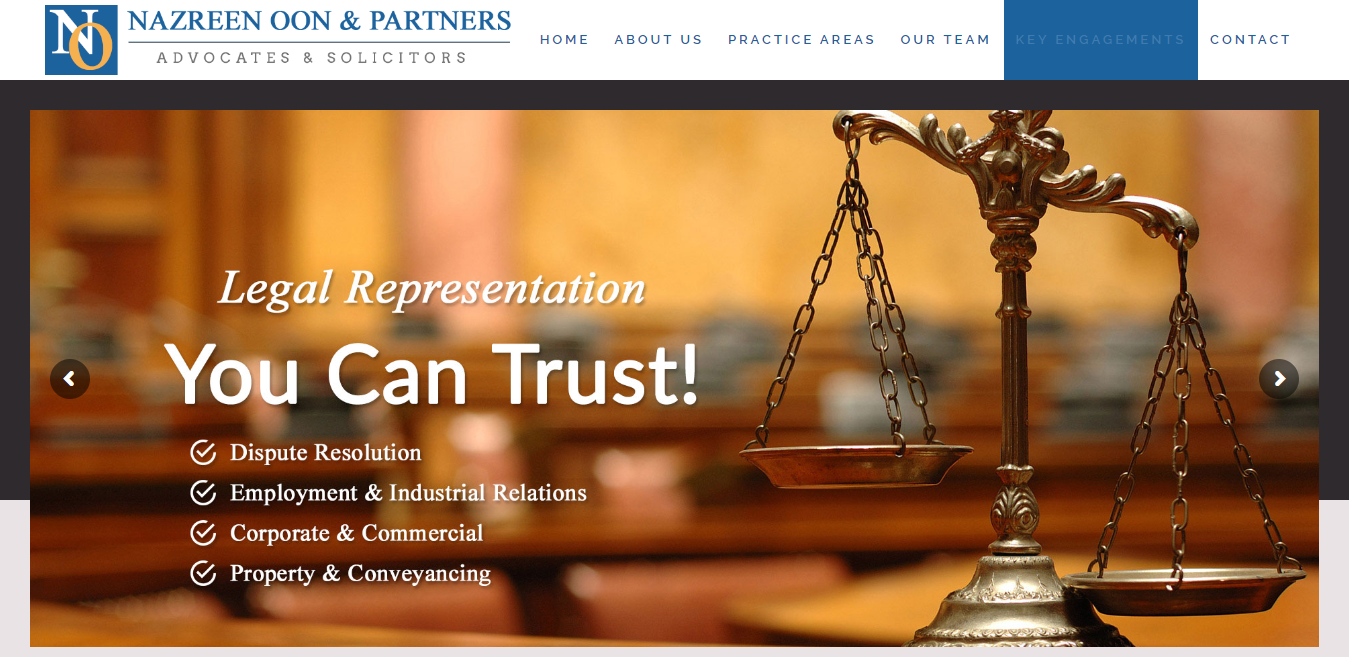 NO
NAZREEN OON & PARTNERS
ADVOCATES & SOLICITORS
HOME ABOUT US PRACTICE AREAS OUR TEAM KEY ENGAGEMENTS CONTACT
Legal Representation
You Can Trust!
Dispute Resolution
Employment & Industrial Relations
Corporate & Commercial
Property & Conveyancing